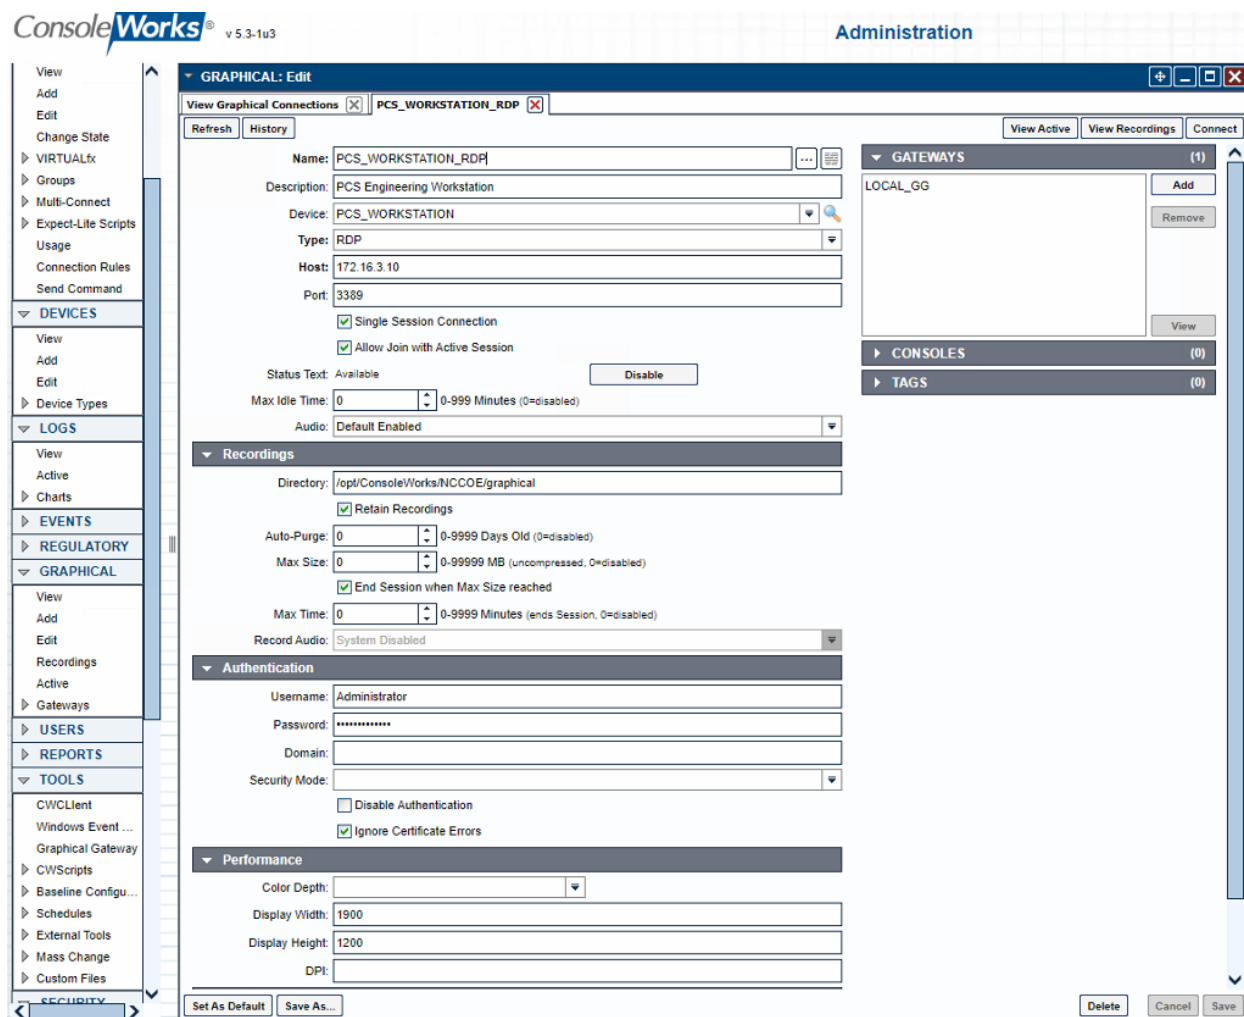 ConsoleWorks® v 5.3-1u3
Administration
View
Add
Edit
Change State
VIRTUALfx
Groups
Multi-Connect
Expect-Lite Scripts
Usage
Connection Rules
Send Command
DEVICES
View
Add
Edit
Device Types
LOGS
View
Active
Charts
EVENTS
REGULATORY
GRAPHICAL
View
Add
Edit
Recordings
Active
Gateways
USERS
REPORTS
TOOLS
CWCLIent
Windows Event ...
Graphical Gateway
CWScripts
Baseline Configu...
Schedules
External Tools
Mass Change
Custom Files
SECURITY
GRAPHICAL: Edit
View Graphical Connections PCS_WORKSTATION_RDP
Refresh History View Active View Recordings Connect
Name: PCS_WORKSTATION_RDP ...
Description: PCS Engineering Workstation
Device: PCS_WORKSTATION
Type: RDP
Host: 172.16.3.10
Port: 3389
Single Session Connection
Allow Join with Active Session
Status Text: Available Disable
Max Idle Time: 0 0-999 Minutes (0=disabled)
Audio: Default Enabled
Recordings
Directory: /opt/ConsoleWorks/NCCOE/graphical
Retain Recordings
Auto-Purge: 0 0-9999 Days Old (0=disabled)
Max Size: 0 0-99999 MB (uncompressed, 0=disabled)
End Session when Max Size reached
Max Time: 0 0-9999 Minutes (ends Session, 0=disabled)
Record Audio: System Disabled
Authentication
Username: Administrator
Password: •••••••••••••
Domain:
Security Mode:
Disable Authentication
Ignore Certificate Errors
Performance
Color Depth:
Display Width: 1900
Display Height: 1200
DPI:
GATEWAYS (1)
LOCAL_GG
Add
Remove
View
CONSOLES (0)
TAGS (0)
Set As Default Save As... Delete Cancel Save